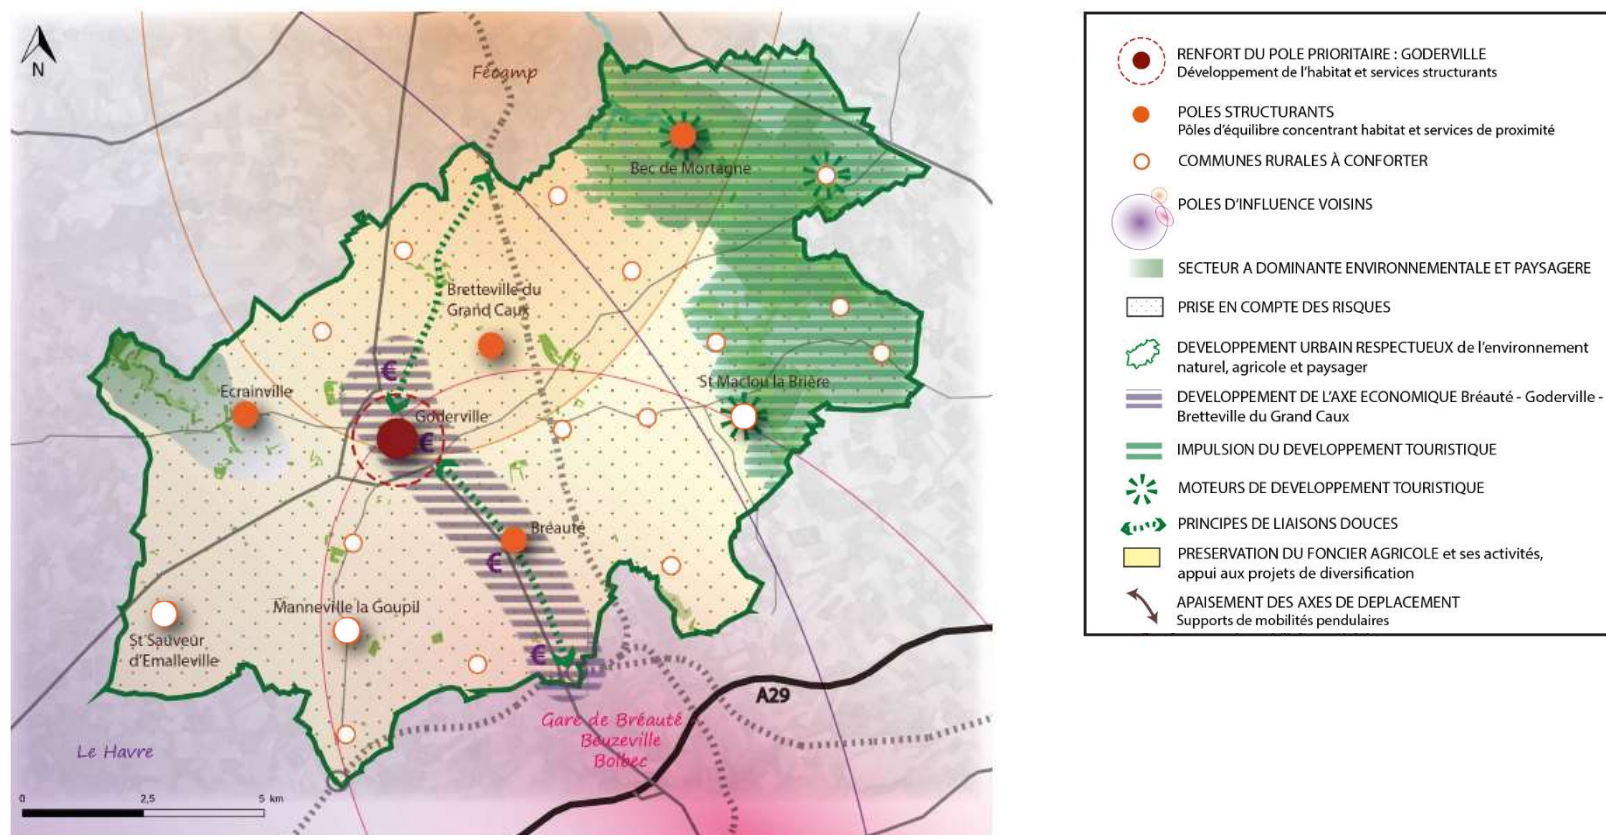 N
Fécamp
Bec de Mortagne
Bretteville du
Grand Caux
€
Ecrainville
Goderville
€
St Maclou la Brière
Bréauté
€
Manneville la Goupil
St Sauveur
d'Emalleville
€
A29
Gare de Bréauté
Beuzeville
Bolbec
Le Havre
0 2,5 5 km
RENFORT DU POLE PRIORITAIRE : GODERVILLE
Développement de l'habitat et services structurants
POLES STRUCTURANTS
Pôles d'équilibre concentrant habitat et services de proximité
COMMUNES RURALES À CONFORTER
POLES D'INFLUENCE VOISINS
SECTEUR A DOMINANTE ENVIRONNEMENTALE ET PAYSAGERE
PRISE EN COMPTE DES RISQUES
DEVELOPPEMENT URBAIN RESPECTUEUX de l'environnement
naturel, agricole et paysager
DEVELOPPEMENT DE L'AXE ECONOMIQUE Bréauté - Goderville -
Bretteville du Grand Caux
IMPULSION DU DEVELOPPEMENT TOURISTIQUE
MOTEURS DE DEVELOPPEMENT TOURISTIQUE
PRINCIPES DE LIAISONS DOUCES
PRESERVATION DU FONCIER AGRICOLE et ses activités,
appui aux projets de diversification
APAISEMENT DES AXES DE DEPLACEMENT
Supports de mobilités pendulaires